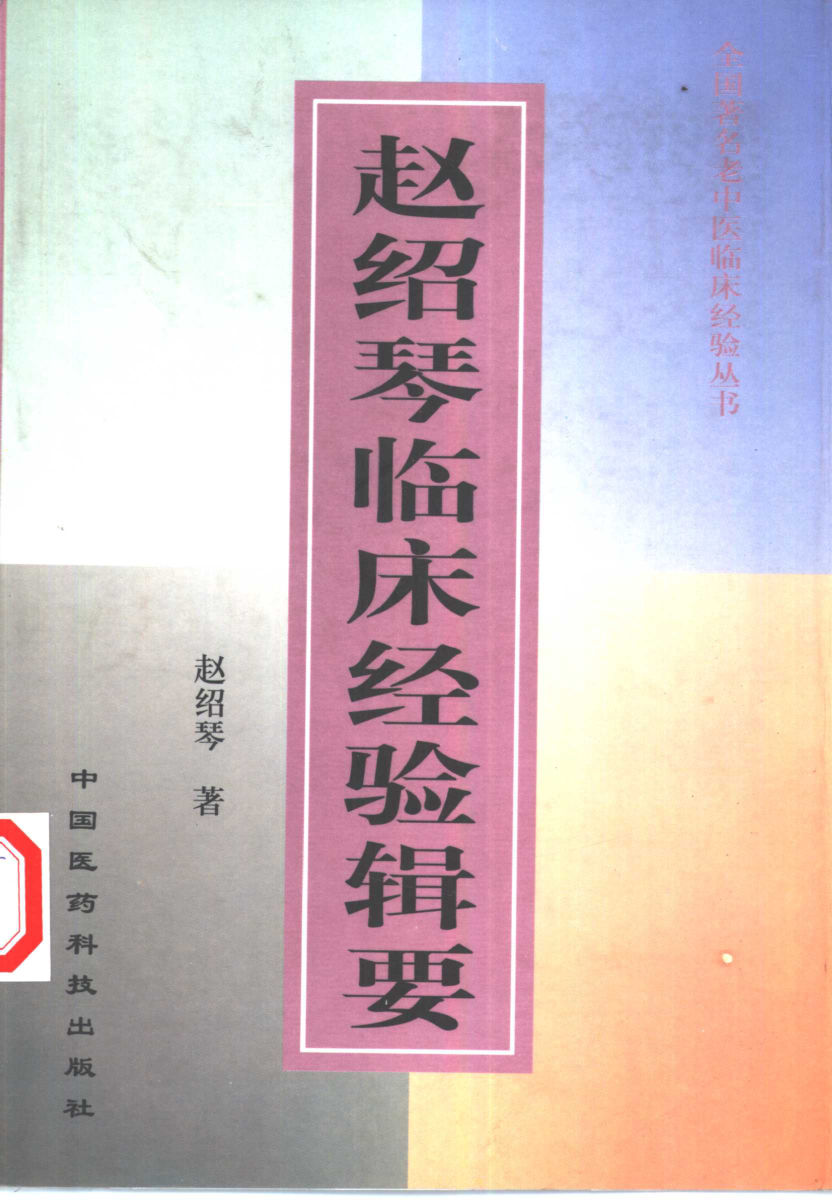 全国著名老中医临床经验丛书
赵绍琴临床经验辑要
赵绍琴 著
中国医药科技出版社